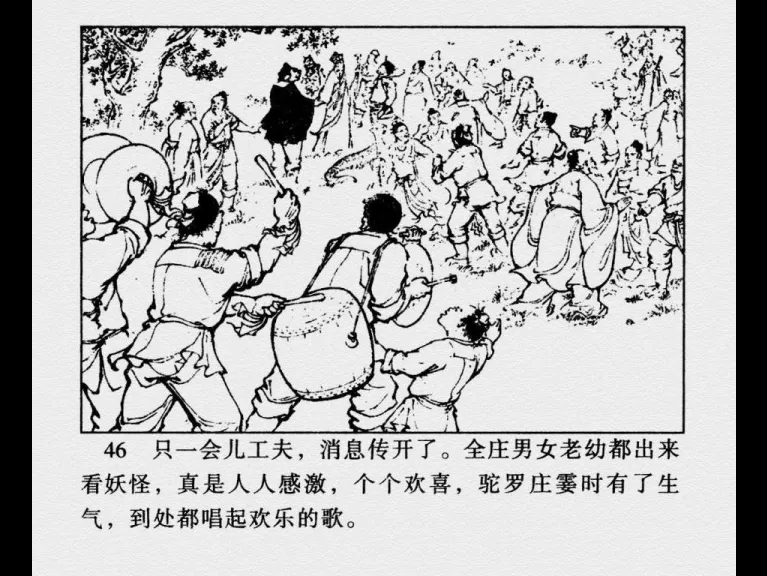 46 只一会儿工夫，消息传开了。全庄男女老幼都出来
看妖怪，真是人人感激，个个欢喜，驼罗庄霎时有了生
气，到处都唱起欢乐的歌。